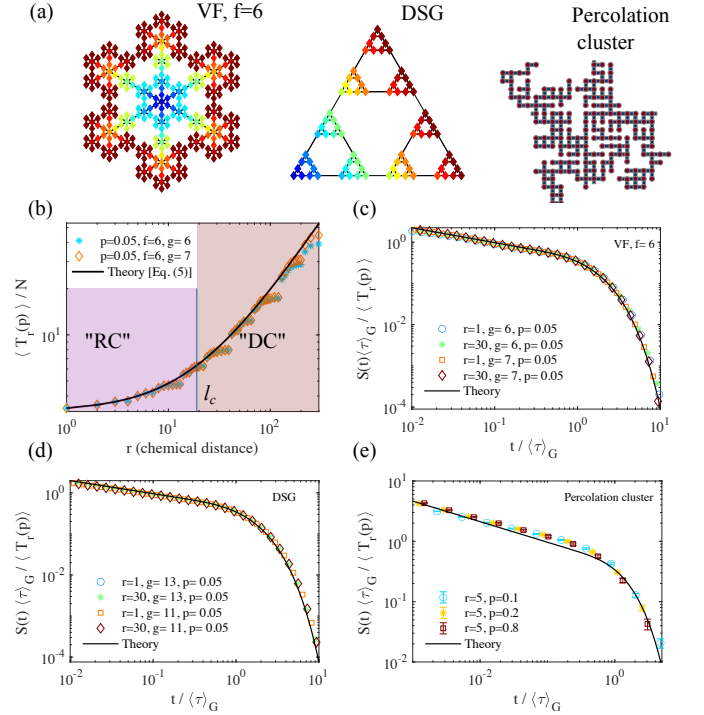 (a)
VF, f=6
DSG
Percolation
cluster
(b)
⟨ T_r(p) ⟩ / N
10^1
p=0.05, f=6, g= 6
p=0.05, f=6, g= 7
Theory [Eq. (5)]
"RC"
"DC"
l_c
10^0
10^1
10^2
r (chemical distance)
(c)
S(t)⟨τ⟩_G / ⟨ T_r(p) ⟩
VF, f= 6
10^0
10^-2
10^-4
r=1, g= 6, p= 0.05
r=30, g= 6, p= 0.05
r=1, g= 7, p= 0.05
r=30, g= 7, p= 0.05
Theory
10^-2
10^-1
10^0
10^1
t / ⟨τ⟩_G
(d)
S(t) ⟨τ⟩_G / ⟨ T_r(p) ⟩
DSG
10^0
10^-2
10^-4
r=1, g= 13, p= 0.05
r=30, g= 13, p= 0.05
r=1, g= 11, p= 0.05
r=30, g= 11, p= 0.05
Theory
10^-2
10^-1
10^0
10^1
t / ⟨τ⟩_G
(e)
S(t) ⟨τ⟩_G / ⟨ T_r(p) ⟩
Percolation cluster
10^1
10^0
10^-1
10^-2
r=5, p=0.1
r=5, p=0.2
r=5, p=0.8
Theory
10^-2
10^0
t / ⟨τ⟩_G